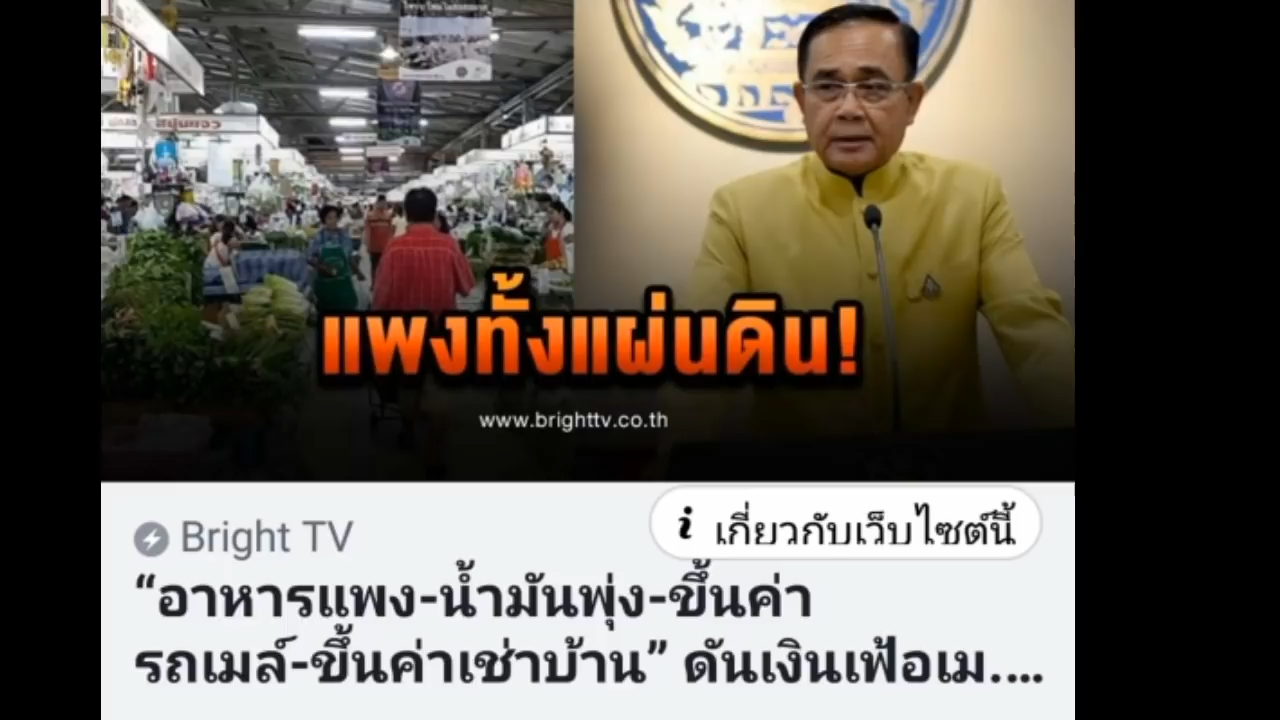 แพงทั้งแผ่นดิน!
www.brighttv.co.th
Bright TV
i เกี่ยวกับเว็บไซต์นี้
“อาหารแพง-น้ำมันพุ่ง-ขึ้นค่า
รถเมล์-ขึ้นค่าเช่าบ้าน” ดันเงินเฟ้อเม....